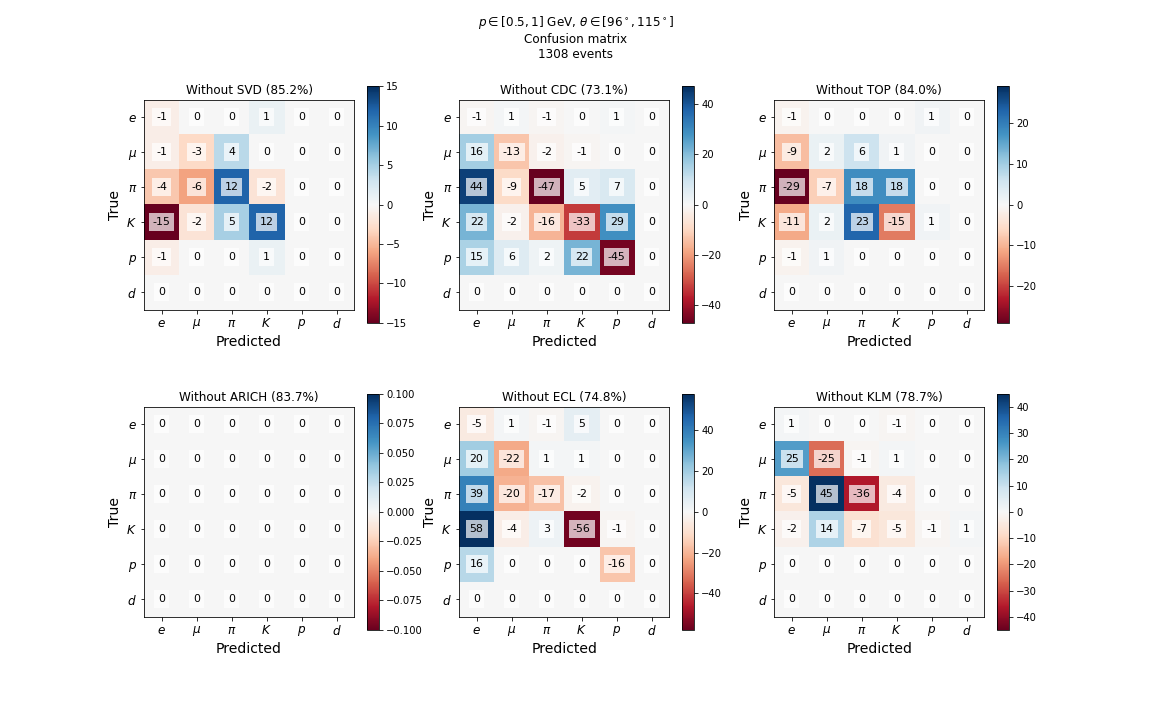 p ∈ [0.5, 1] GeV, θ ∈ [96°, 115°]
Confusion matrix
1308 events
Without SVD (85.2%)
e -1 0 0 1 0 0
μ -1 -3 4 0 0 0
π -4 -6 12 -2 0 0
K -15 -2 5 12 0 0
p -1 0 0 1 0 0
d 0 0 0 0 0 0
e μ π K p d
True
Predicted
15
10
5
0
−5
−10
−15
Without CDC (73.1%)
e -1 1 -1 0 1 0
μ 16 -13 -2 -1 0 0
π 44 -9 -47 5 7 0
K 22 -2 -16 -33 29 0
p 15 6 2 22 -45 0
d 0 0 0 0 0 0
e μ π K p d
True
Predicted
40
20
0
−20
−40
Without TOP (84.0%)
e -1 0 0 0 1 0
μ -9 2 6 1 0 0
π -29 -7 18 18 0 0
K -11 2 23 -15 1 0
p -1 1 0 0 0 0
d 0 0 0 0 0 0
e μ π K p d
True
Predicted
20
10
0
−10
−20
Without ARICH (83.7%)
e 0 0 0 0 0 0
μ 0 0 0 0 0 0
π 0 0 0 0 0 0
K 0 0 0 0 0 0
p 0 0 0 0 0 0
d 0 0 0 0 0 0
e μ π K p d
True
Predicted
0.100
0.075
0.050
0.025
0.000
−0.025
−0.050
−0.075
−0.100
Without ECL (74.8%)
e -5 1 -1 5 0 0
μ 20 -22 1 1 0 0
π 39 -20 -17 -2 0 0
K 58 -4 3 -56 -1 0
p 16 0 0 0 -16 0
d 0 0 0 0 0 0
e μ π K p d
True
Predicted
40
20
0
−20
−40
Without KLM (78.7%)
e 1 0 0 -1 0 0
μ 25 -25 -1 1 0 0
π -5 45 -36 -4 0 0
K -2 14 -7 -5 -1 1
p 0 0 0 0 0 0
d 0 0 0 0 0 0
e μ π K p d
True
Predicted
40
30
20
10
0
−10
−20
−30
−40